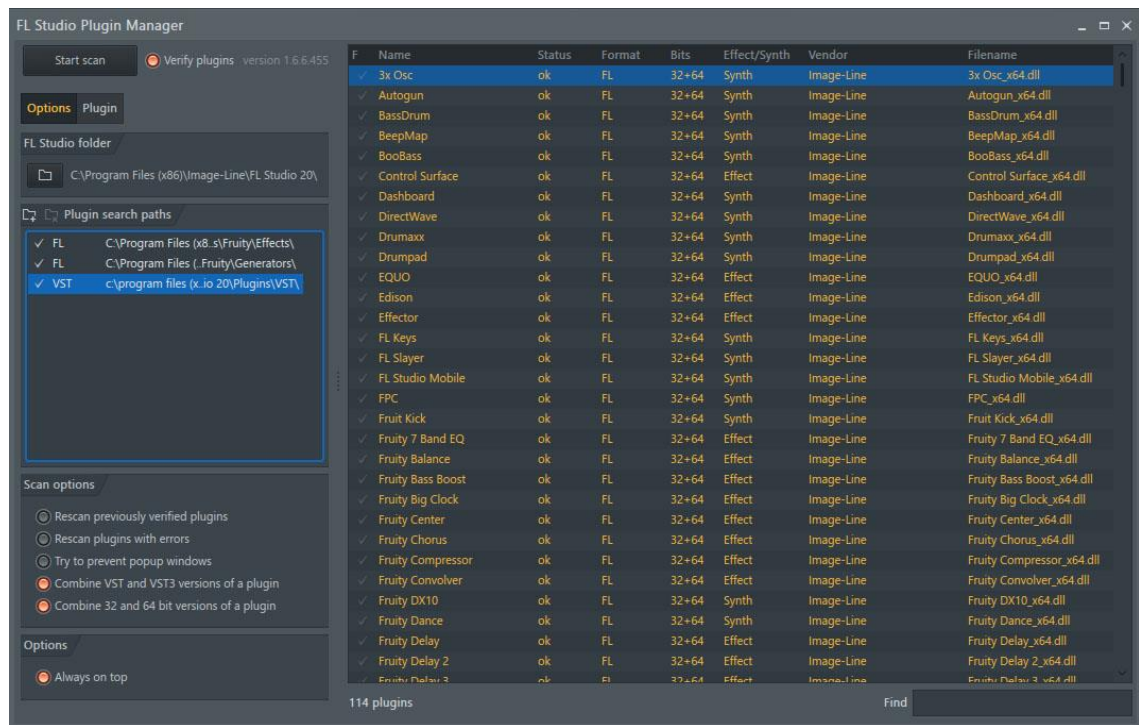 FL Studio Plugin Manager
Start scan Verify plugins version 1.6.6.455
Options Plugin
FL Studio folder
C:\Program Files (x86)\Image-Line\FL Studio 20\
Plugin search paths
FL C:\Program Files (x8..s\Fruity\Effects\
FL C:\Program Files (..Fruity\Generators\
VST c:\program files (x..io 20\Plugins\VST\
Scan options
Rescan previously verified plugins
Rescan plugins with errors
Try to prevent popup windows
Combine VST and VST3 versions of a plugin
Combine 32 and 64 bit versions of a plugin
Options
Always on top
F Name Status Format Bits Effect/Synth Vendor Filename
3x Osc ok FL 32+64 Synth Image-Line 3x Osc_x64.dll
Autogun ok FL 32+64 Synth Image-Line Autogun_x64.dll
BassDrum ok FL 32+64 Synth Image-Line BassDrum_x64.dll
BeepMap ok FL 32+64 Synth Image-Line BeepMap_x64.dll
BooBass ok FL 32+64 Synth Image-Line BooBass_x64.dll
Control Surface ok FL 32+64 Effect Image-Line Control Surface_x64.dll
Dashboard ok FL 32+64 Synth Image-Line Dashboard_x64.dll
DirectWave ok FL 32+64 Synth Image-Line DirectWave_x64.dll
Drumaxx ok FL 32+64 Synth Image-Line Drumaxx_x64.dll
Drumpad ok FL 32+64 Synth Image-Line Drumpad_x64.dll
EQUO ok FL 32+64 Effect Image-Line EQUO_x64.dll
Edison ok FL 32+64 Effect Image-Line Edison_x64.dll
Effector ok FL 32+64 Effect Image-Line Effector_x64.dll
FL Keys ok FL 32+64 Synth Image-Line FL Keys_x64.dll
FL Slayer ok FL 32+64 Synth Image-Line FL Slayer_x64.dll
FL Studio Mobile ok FL 32+64 Synth Image-Line FL Studio Mobile_x64.dll
FPC ok FL 32+64 Synth Image-Line FPC_x64.dll
Fruit Kick ok FL 32+64 Synth Image-Line Fruit Kick_x64.dll
Fruity 7 Band EQ ok FL 32+64 Effect Image-Line Fruity 7 Band EQ_x64.dll
Fruity Balance ok FL 32+64 Effect Image-Line Fruity Balance_x64.dll
Fruity Bass Boost ok FL 32+64 Effect Image-Line Fruity Bass Boost_x64.dll
Fruity Big Clock ok FL 32+64 Effect Image-Line Fruity Big Clock_x64.dll
Fruity Center ok FL 32+64 Effect Image-Line Fruity Center_x64.dll
Fruity Chorus ok FL 32+64 Effect Image-Line Fruity Chorus_x64.dll
Fruity Compressor ok FL 32+64 Effect Image-Line Fruity Compressor_x64.dll
Fruity Convolver ok FL 32+64 Effect Image-Line Fruity Convolver_x64.dll
Fruity DX10 ok FL 32+64 Synth Image-Line Fruity DX10_x64.dll
Fruity Dance ok FL 32+64 Synth Image-Line Fruity Dance_x64.dll
Fruity Delay ok FL 32+64 Effect Image-Line Fruity Delay_x64.dll
Fruity Delay 2 ok FL 32+64 Effect Image-Line Fruity Delay 2_x64.dll
Fruity Delay 3 ok FL 32+64 Effect Image-Line Fruity Delay 3_x64.dll
114 plugins Find